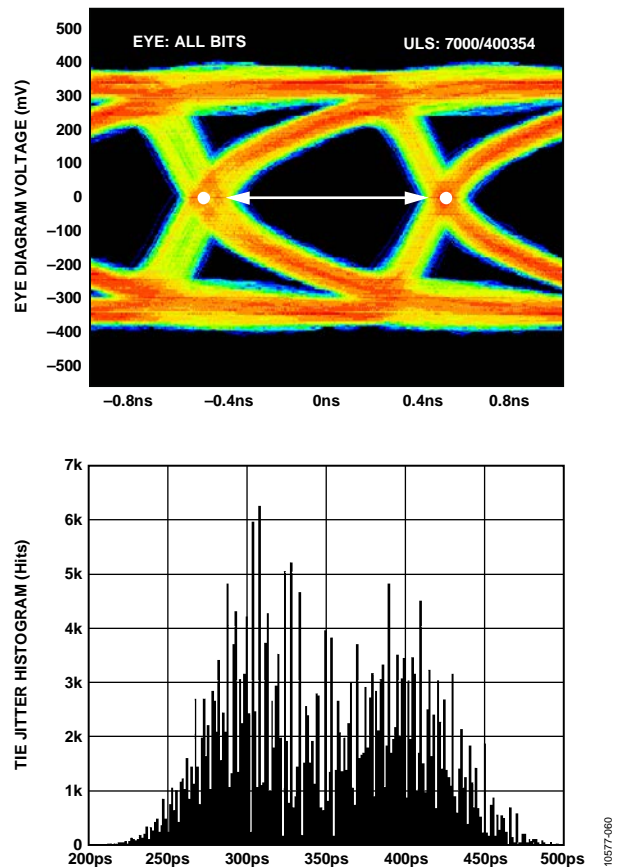 EYE: ALL BITS
ULS: 7000/400354
EYE DIAGRAM VOLTAGE (mV)
500
400
300
200
100
0
–100
–200
–300
–400
–500
–0.8ns –0.4ns 0ns 0.4ns 0.8ns
TIE JITTER HISTOGRAM (Hits)
7k
6k
5k
4k
3k
2k
1k
0
200ps 250ps 300ps 350ps 400ps 450ps 500ps
10577-060